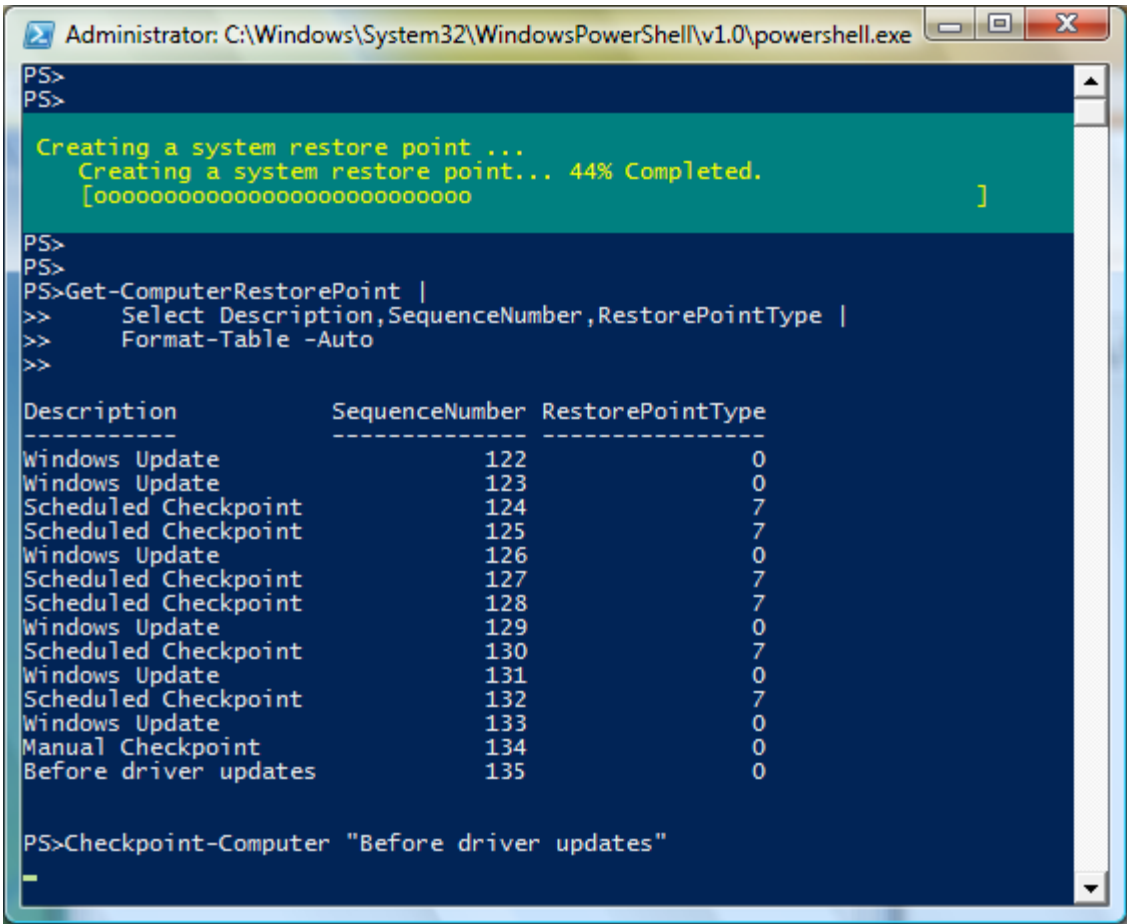 Administrator: C:\Windows\System32\WindowsPowerShell\v1.0\powershell.exe
PS>
PS>
Creating a system restore point ...
Creating a system restore point... 44% Completed.
[ooooooooooooooooooooooooooo ]
PS>
PS>
PS>Get-ComputerRestorePoint |
>> Select Description,SequenceNumber,RestorePointType |
>> Format-Table -Auto
>>
Description SequenceNumber RestorePointType
----------- -------------- ----------------
Windows Update 122 0
Windows Update 123 0
Scheduled Checkpoint 124 7
Scheduled Checkpoint 125 7
Windows Update 126 0
Scheduled Checkpoint 127 7
Scheduled Checkpoint 128 7
Windows Update 129 0
Scheduled Checkpoint 130 7
Windows Update 131 0
Scheduled Checkpoint 132 7
Windows Update 133 0
Manual Checkpoint 134 0
Before driver updates 135 0
PS>Checkpoint-Computer "Before driver updates"